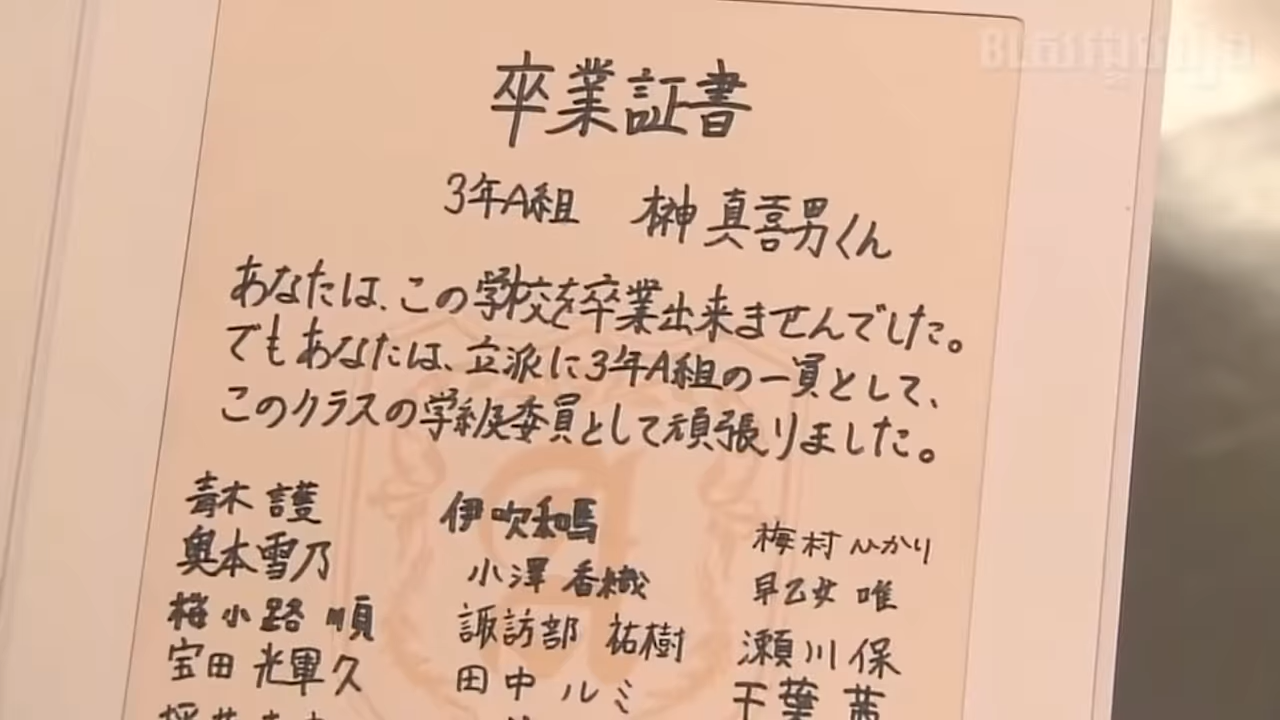 卒業証書
3年A組 榊 真喜男くん
あなたは、この学校を卒業出来ませんでした。
でもあなたは、立派に3年A組の一員として、
このクラスの学級委員として頑張りました。
青木 護 伊吹和馬 梅村ひかり
奥本雪乃 小澤 香織 早乙女 唯
桜小路 順 諏訪部 祐樹 瀬川 保
宝田 光軍久 田中 ルミ 千葉 茜